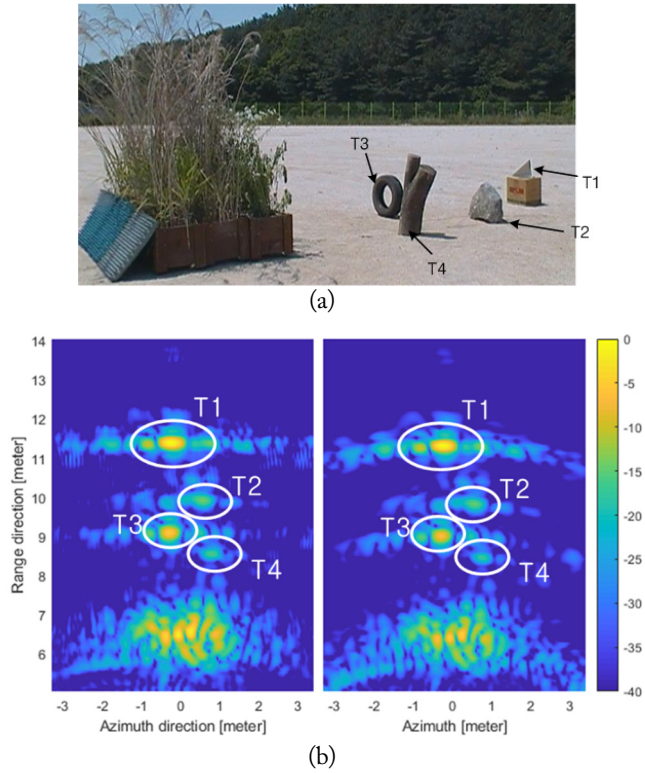 T3
T1
T2
T4
(a)
14
13
12
11
10
9
8
7
6
Range direction [meter]
T1
T2
T3
T4
-3 -2 -1 0 1 2 3
Azimuth direction [meter]
T1
T2
T3
T4
-3 -2 -1 0 1 2 3
Azimuth [meter]
0
-5
-10
-15
-20
-25
-30
-35
-40
(b)